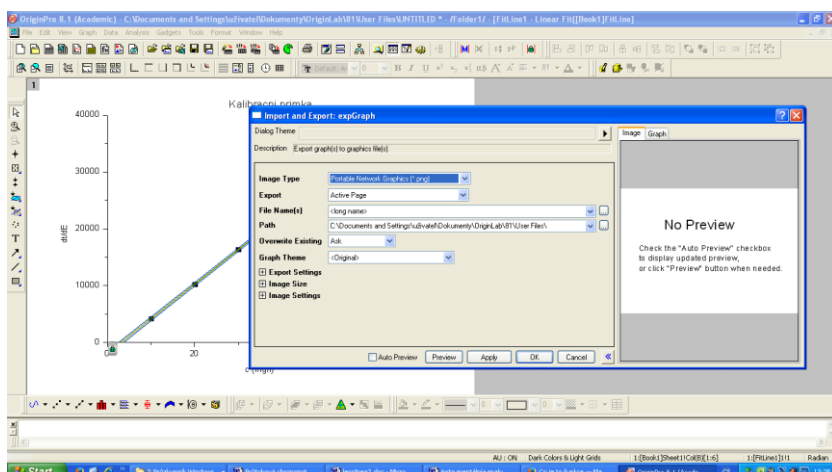 OriginPro 8.1 (Academic) - C:\Documents and Settings\uživatel\Dokumenty\OriginLab\81\User Files\UNTITLED * - /Folder1/ - [FitLine1 - Linear Fit([Book1]FitLine]
File Edit View Graph Data Analysis Gadgets Tools Format Window Help
1
Kalibracni primka
40000
30000
20000
10000
0
20
Import and Export: expGraph
Dialog Theme
Description Export graph(s) to graphics file(s)
Image Type Portable Network Graphics (*.png)
Export Active Page
File Name(s) <long name>
Path C:\Documents and Settings\uživatel\Dokumenty\OriginLab\81\User Files\
Overwrite Existing Ask
Graph Theme <Original>
Export Settings
Image Size
Image Settings
Auto Preview Preview Apply OK Cancel
Image Graph
No Preview
Check the "Auto Preview" checkbox
to display updated preview,
or click "Preview" button when needed.
AU : ON Dark Colors & Light Grids 1:[Book1]Sheet1!Col(B)[1:6] 1:[FitLine1]1!1 Radian
Start